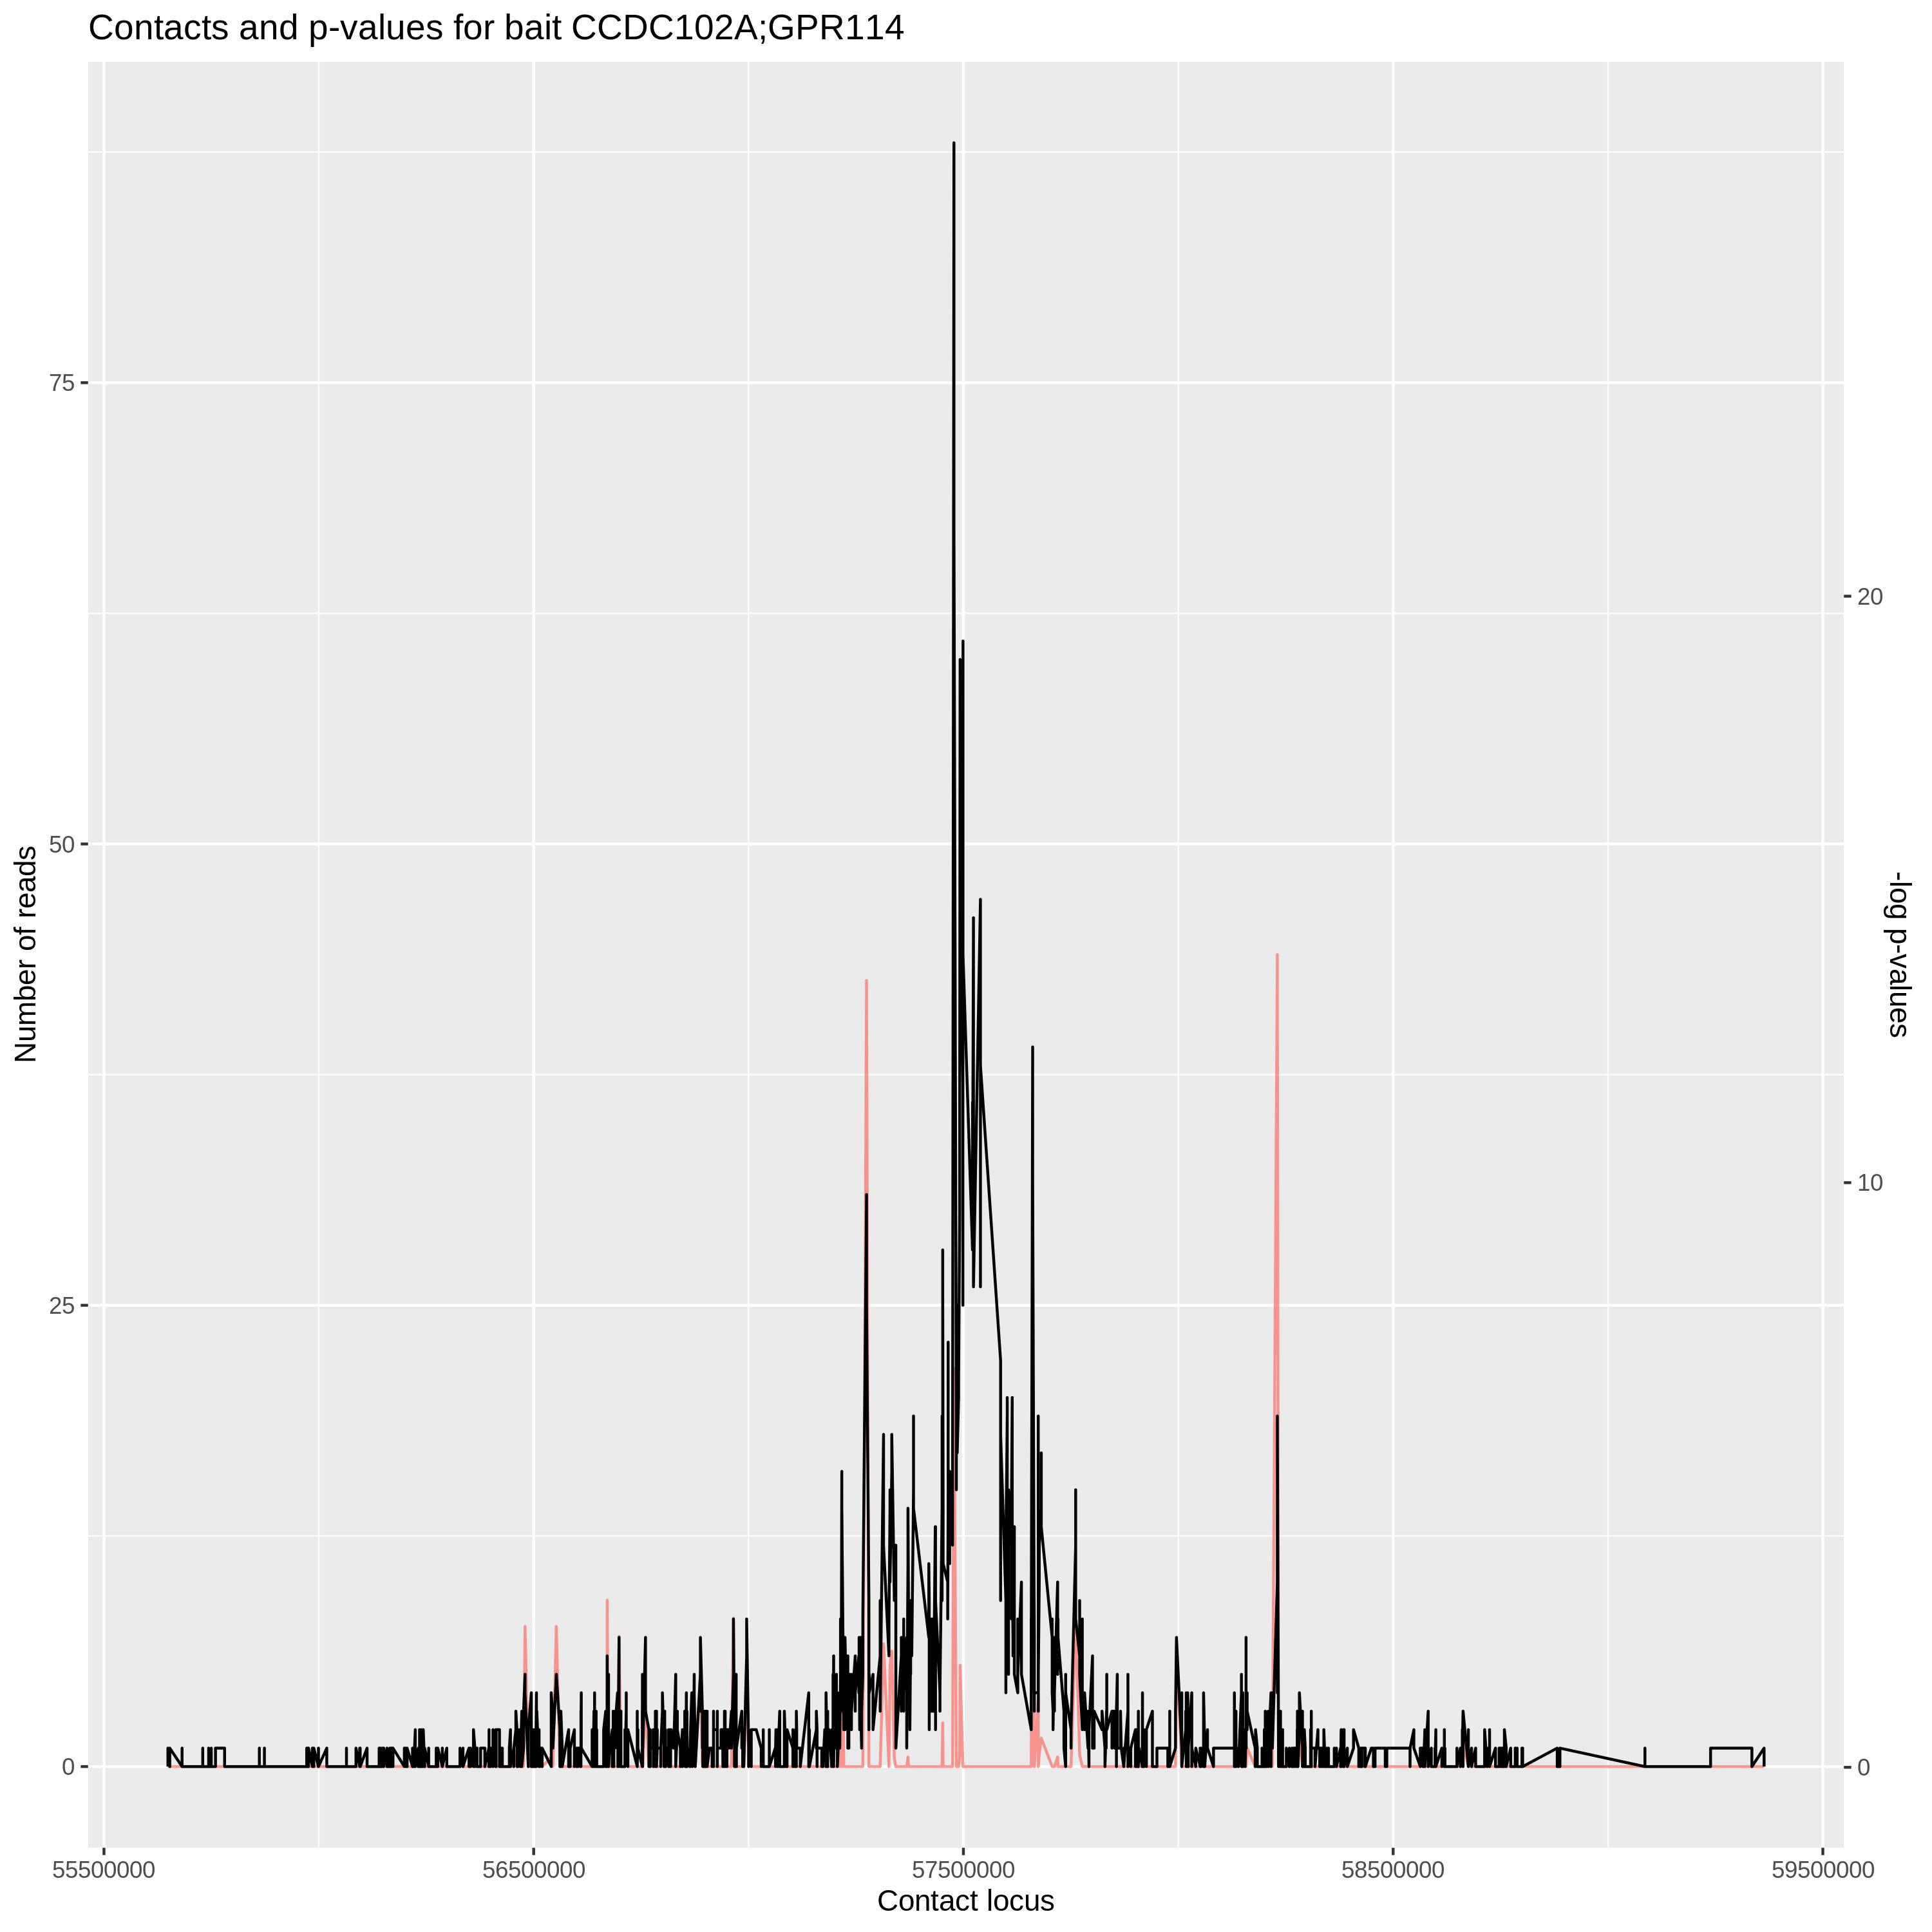 Contacts and p-values for bait CCDC102A;GPR114
75
50
25
0
Number of reads
20
10
0
-log p-values
55500000 56500000 57500000 58500000 59500000
Contact locus